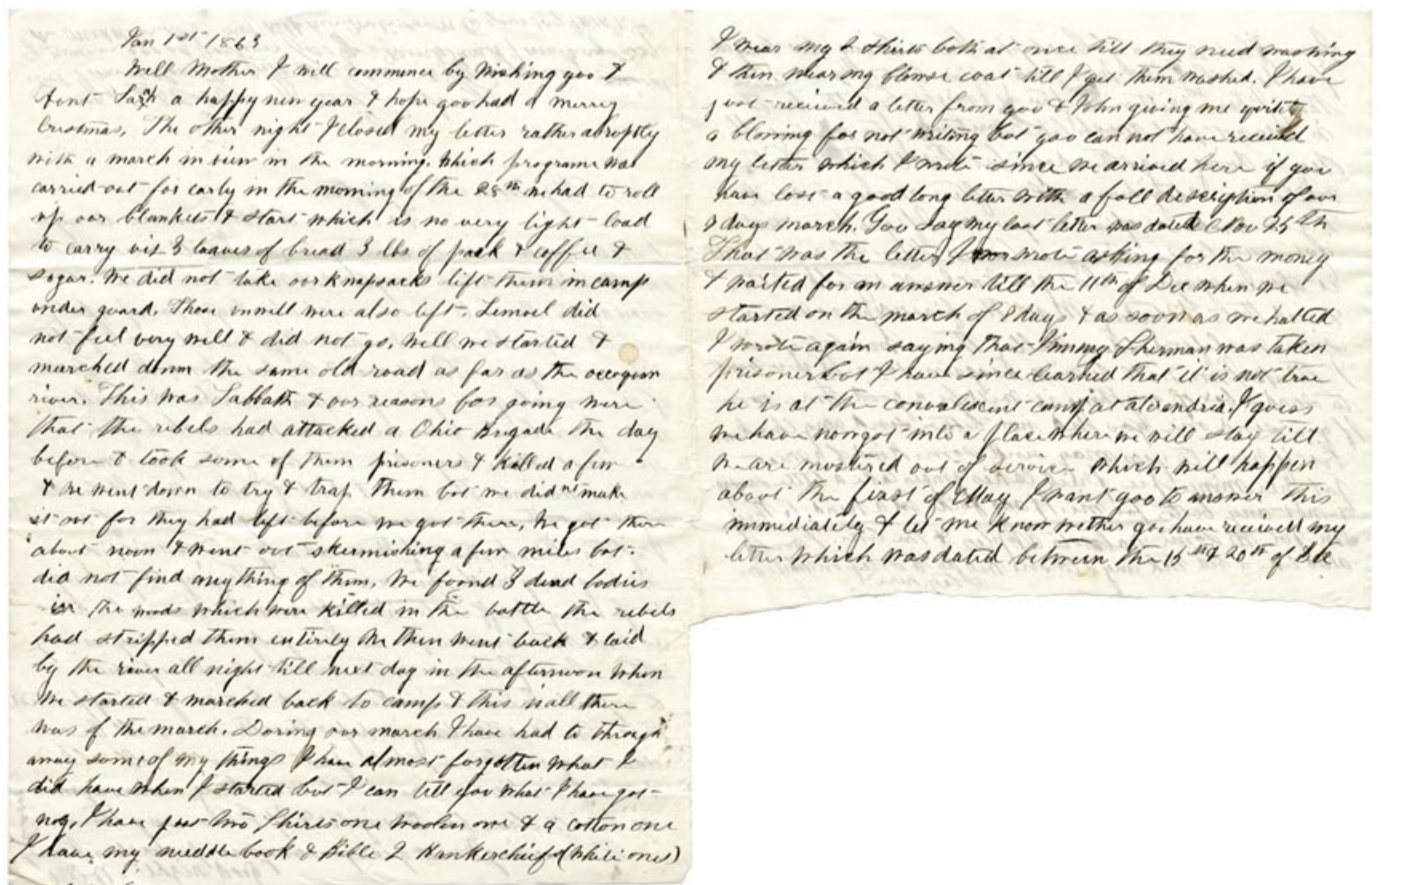 Jan 1st 1863
Well Mother I will commence by wishing you &
Aunt Sarh a happy new year & hope you had a merry
Cristmas. The other night I closed my letter rather abruptly
with a march in view in the morning. Which programe was
carried out for early in the morning of the 28th we had to roll
up our blankets & start which is no very light load
to carry viz 3 loaves of bread 3 lbs of pork & coffee &
sugar. We did not take our knapsacks left them in camp
under guard. Those unwell were also left. Lemuel did
not feel very well & did not go. Well we started &
marched down the same old road as far as the occoquon
river. This was Sabbath & our reasons for going were
that the rebels had attacked a Ohio Brigade the day
before & took some of them prisoners & killed a few
& we went down to try & trap them but we did nt make
it out for they had left before we got there. We got there
about noon & went out skermishing a few miles but
did not find anything of them. We found 3 dead bodies
in the woods which were killed in the battle the rebels
had stripped them entirely We then went back & laid
by the river all night till next day in the afternoon when
we started & marched back to camp & this is all there
was of the march. During our march I have had to through
away some of my things I have almost forgotten what I
did have when I started but I can tell you what I have got
now. I have just two shirts one woolen one & a cotton one
I have my needle book & Bible 2 Hankerchief (white ones)
I wear my 2 shirts both at once till they need washing
& then wear my blouse coat till I get them washed. I have
just received a letter from you & John giving me quite
a blowing for not writing but you can not have received
my letter which I wrote since we arrived here if you
have lost a good long letter with a full description of our
8 days march. You say my last letter was dated Nov 25th
That was the letter I wrote asking for the money
& waited for an answer till the 11th of Dec when we
started on the march of 8 days & as soon as we halted
I wrote again saying that Jimmy Sherman was taken
prisoner but I have since learned that it is not true
he is at the convalescent camp at alexndria. I guess
we have now got into a place where we will stay till
we are mustered out of service which will happen
about the first of May I want you to answer this
immediately & let me know wether you have received my
letter which was dated between the 15th & 20th of Dec